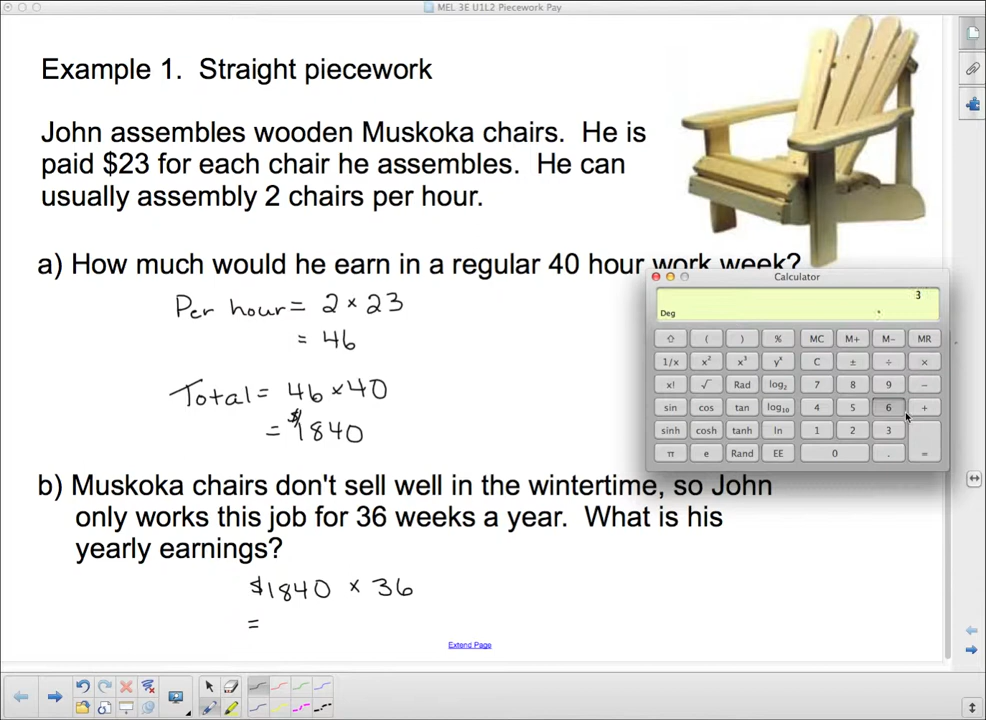 MEL 3E U1L2 Piecework Pay
Example 1. Straight piecework
John assembles wooden Muskoka chairs. He is
paid $23 for each chair he assembles. He can
usually assembly 2 chairs per hour.
a) How much would he earn in a regular 40 hour work week?
Per hour = 2 × 23
= 46
Total = 46 × 40
= $1840
Calculator
3
Deg
( ) % MC M+ M- MR
1/x x² x³ yˣ C ± ÷ ×
x! √ Rad log₂ 7 8 9 −
sin cos tan log₁₀ 4 5 6 +
sinh cosh tanh ln 1 2 3
π e Rand EE 0 . =
b) Muskoka chairs don't sell well in the wintertime, so John
only works this job for 36 weeks a year. What is his
yearly earnings?
$1840 × 36
=
Extend Page